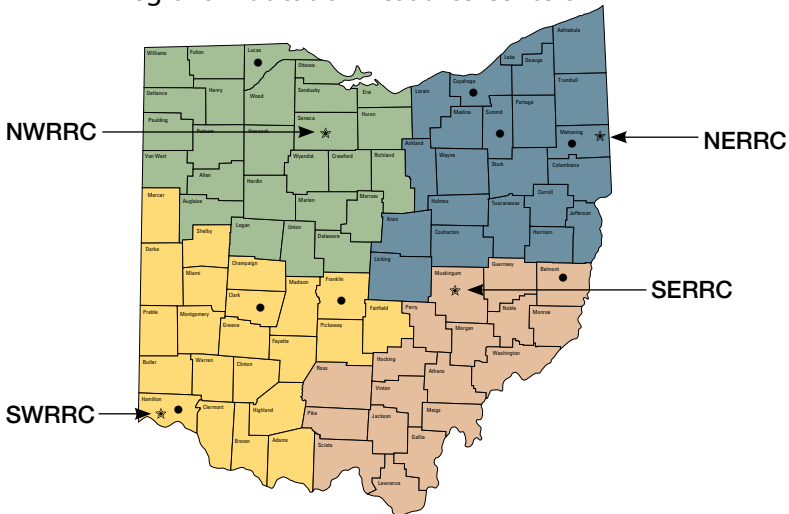 Ashtabula
Williams
Fulton
Lucas
Lake
Geauga
Ottawa
Cuyahoga
Trumbull
Defiance
Henry
Wood
Sandusky
Erie
Lorain
Portage
Paulding
Seneca
Huron
Medina
Summit
NWRRC
Putnam
Hancock
Mahoning
NERRC
Ashland
Van Wert
Wyandot
Crawford
Richland
Wayne
Stark
Columbiana
Allen
Hardin
Mercer
Auglaize
Marion
Morrow
Holmes
Tuscarawas
Carroll
Jefferson
Knox
Logan
Union
Delaware
Coshocton
Harrison
Shelby
Darke
Champaign
Licking
Guernsey
Miami
Madison
Franklin
Muskingum
Belmont
Clark
SERRC
Preble
Montgomery
Fairfield
Perry
Noble
Monroe
Greene
Pickaway
Morgan
Fayette
Washington
Butler
Warren
Clinton
Ross
Hocking
Athens
Vinton
Hamilton
SWRRC
Clermont
Highland
Pike
Jackson
Meigs
Brown
Adams
Scioto
Gallia
Lawrence